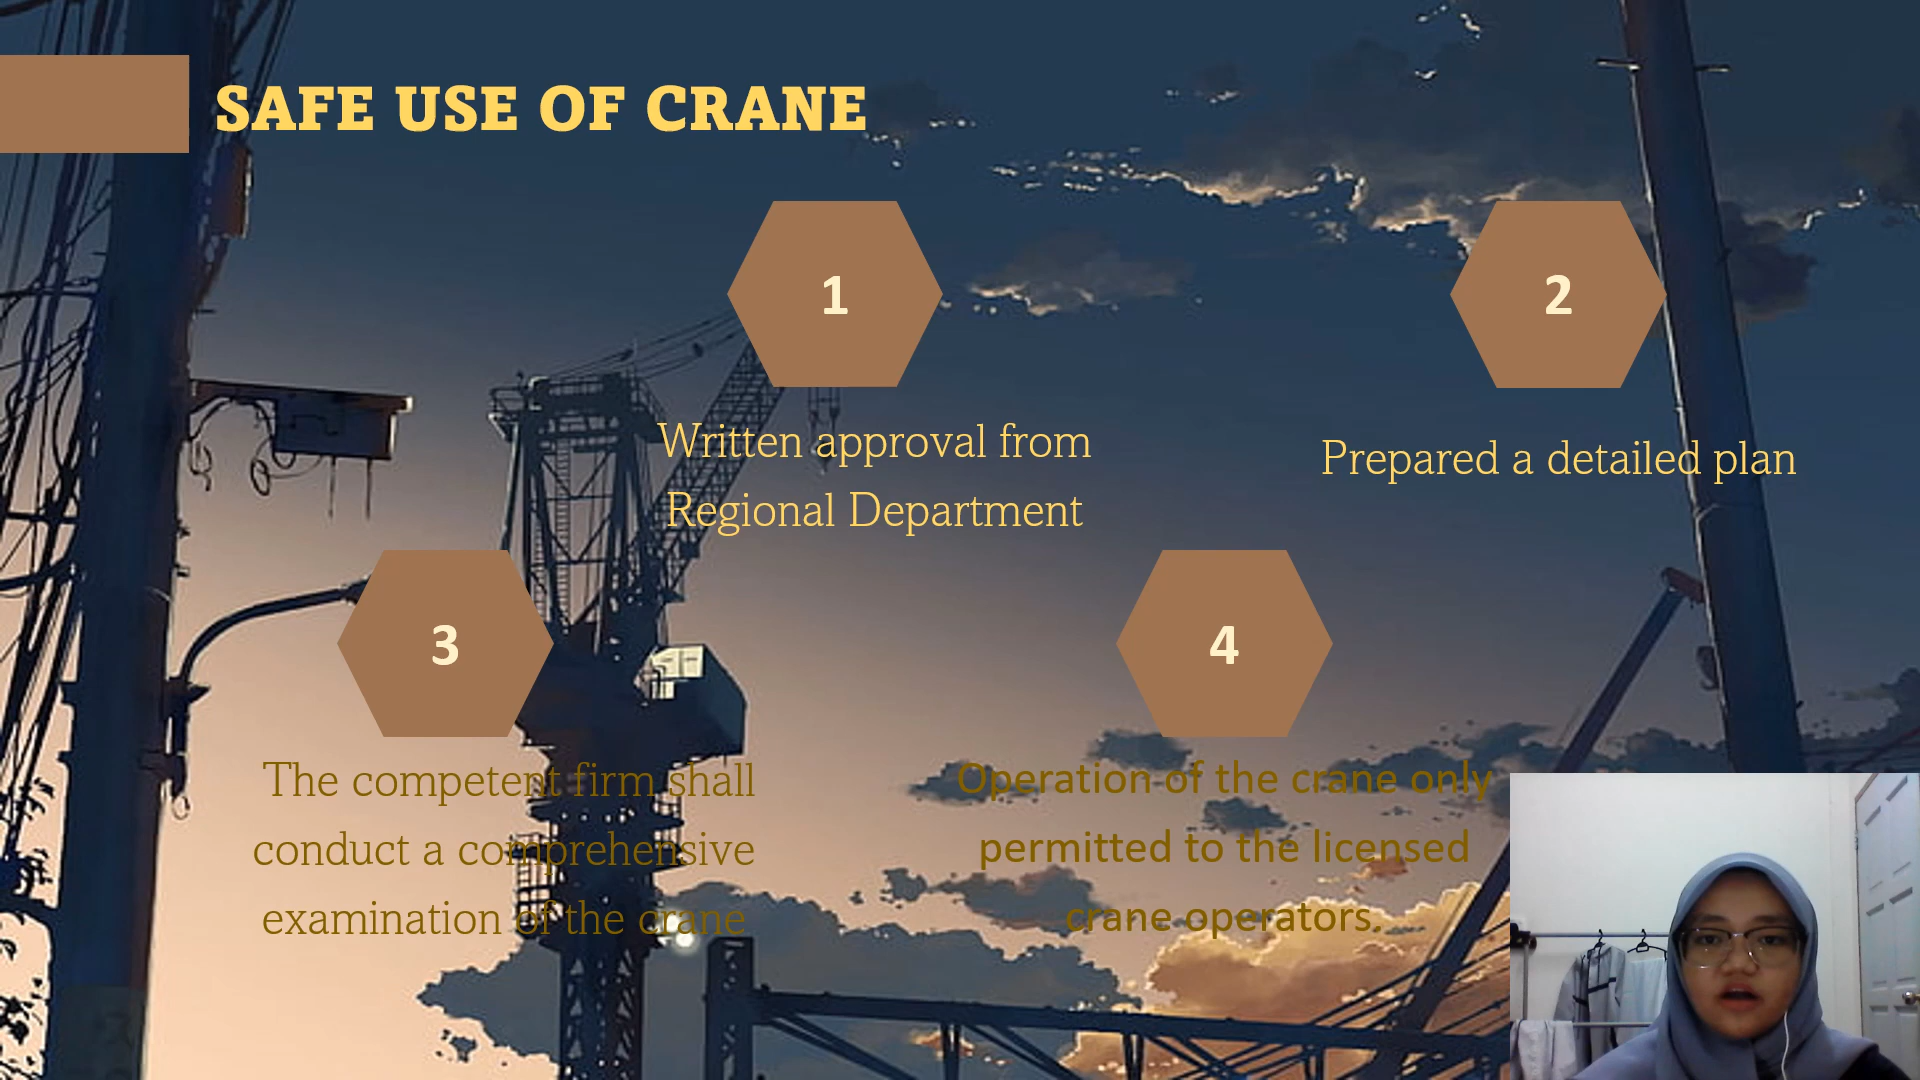 SAFE USE OF CRANE
1
Written approval from
Regional Department
2
Prepared a detailed plan
3
The competent firm shall
conduct a comprehensive
examination of the crane
4
Operation of the crane only
permitted to the licensed
crane operators.